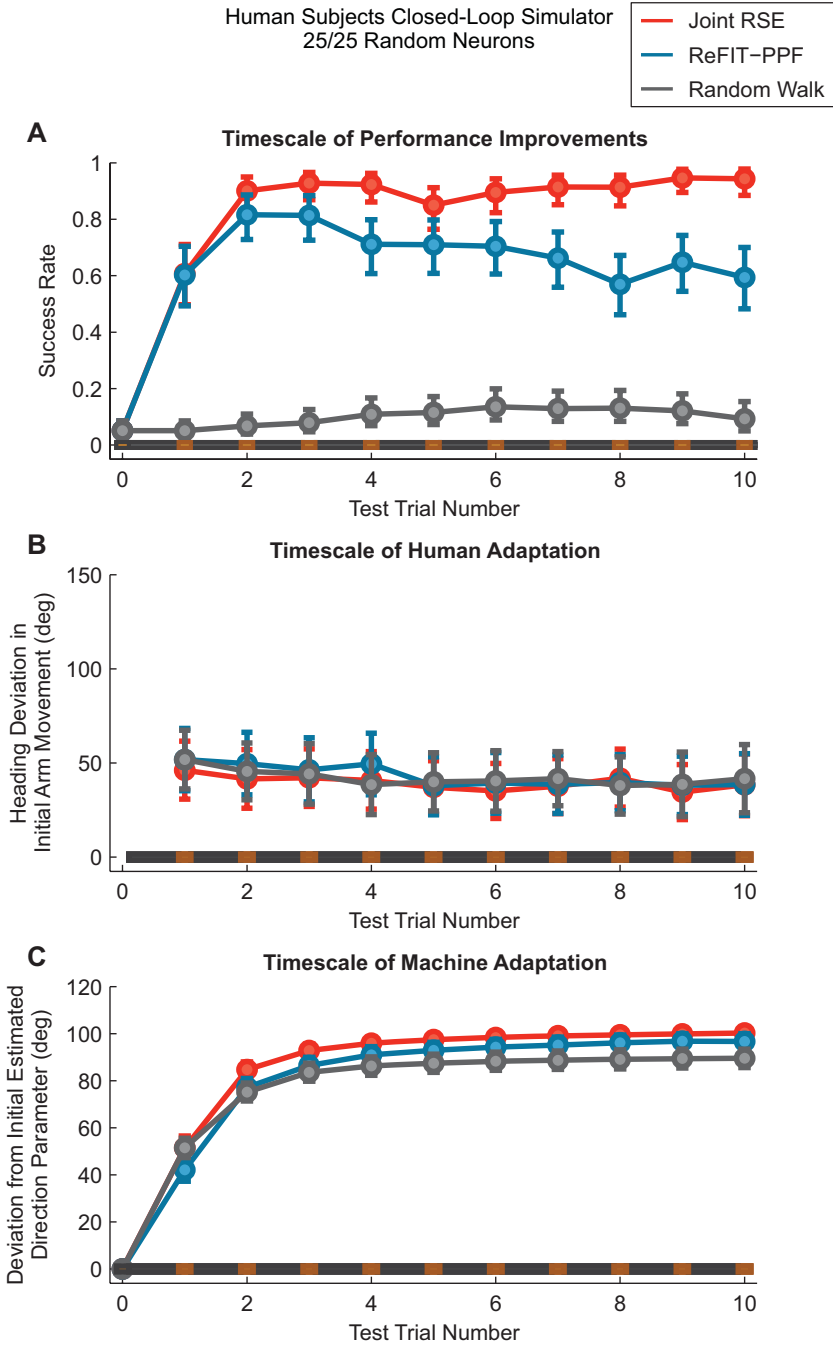 Human Subjects Closed-Loop Simulator
25/25 Random Neurons
Joint RSE
ReFIT−PPF
Random Walk
A
Timescale of Performance Improvements
Success Rate
1
0.8
0.6
0.4
0.2
0
0 2 4 6 8 10
Test Trial Number
B
Timescale of Human Adaptation
Heading Deviation in
Initial Arm Movement (deg)
150
100
50
0
0 2 4 6 8 10
Test Trial Number
C
Timescale of Machine Adaptation
Deviation from Initial Estimated
Direction Parameter (deg)
120
100
80
60
40
20
0
0 2 4 6 8 10
Test Trial Number